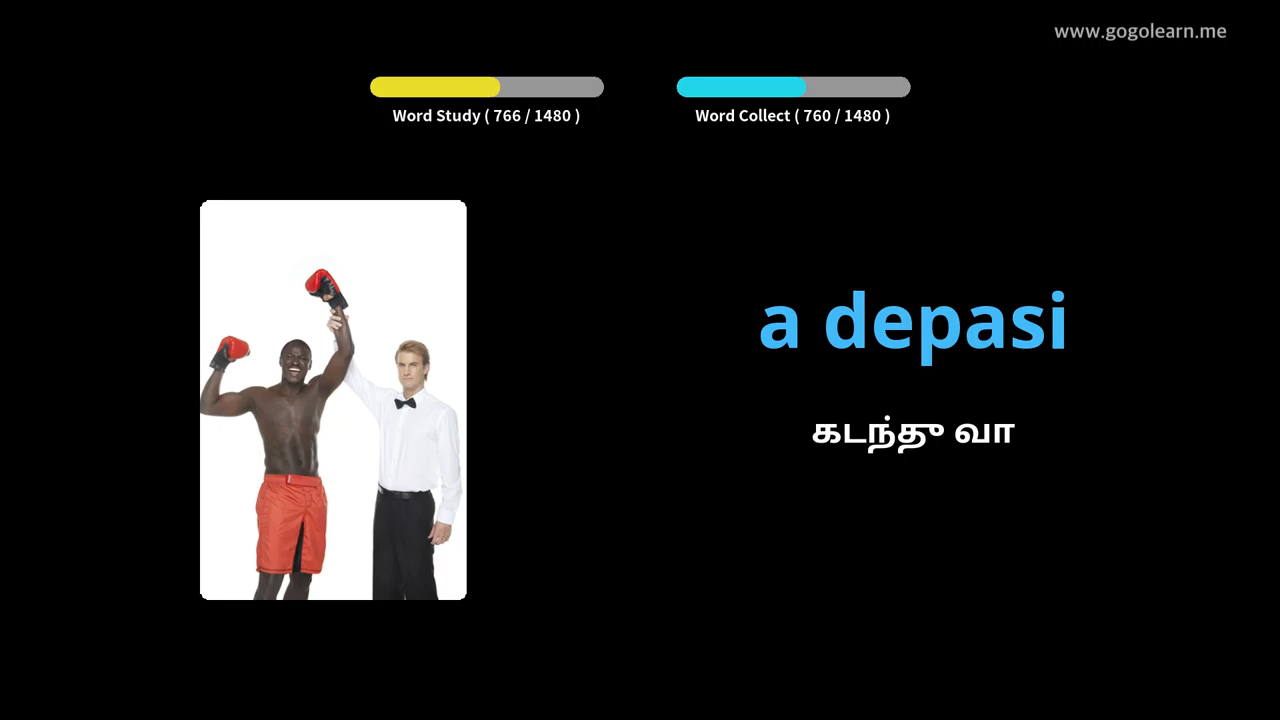 www.gogolearn.me
Word Study ( 766 / 1480 )
Word Collect ( 760 / 1480 )
a depasi
கடந்து வா